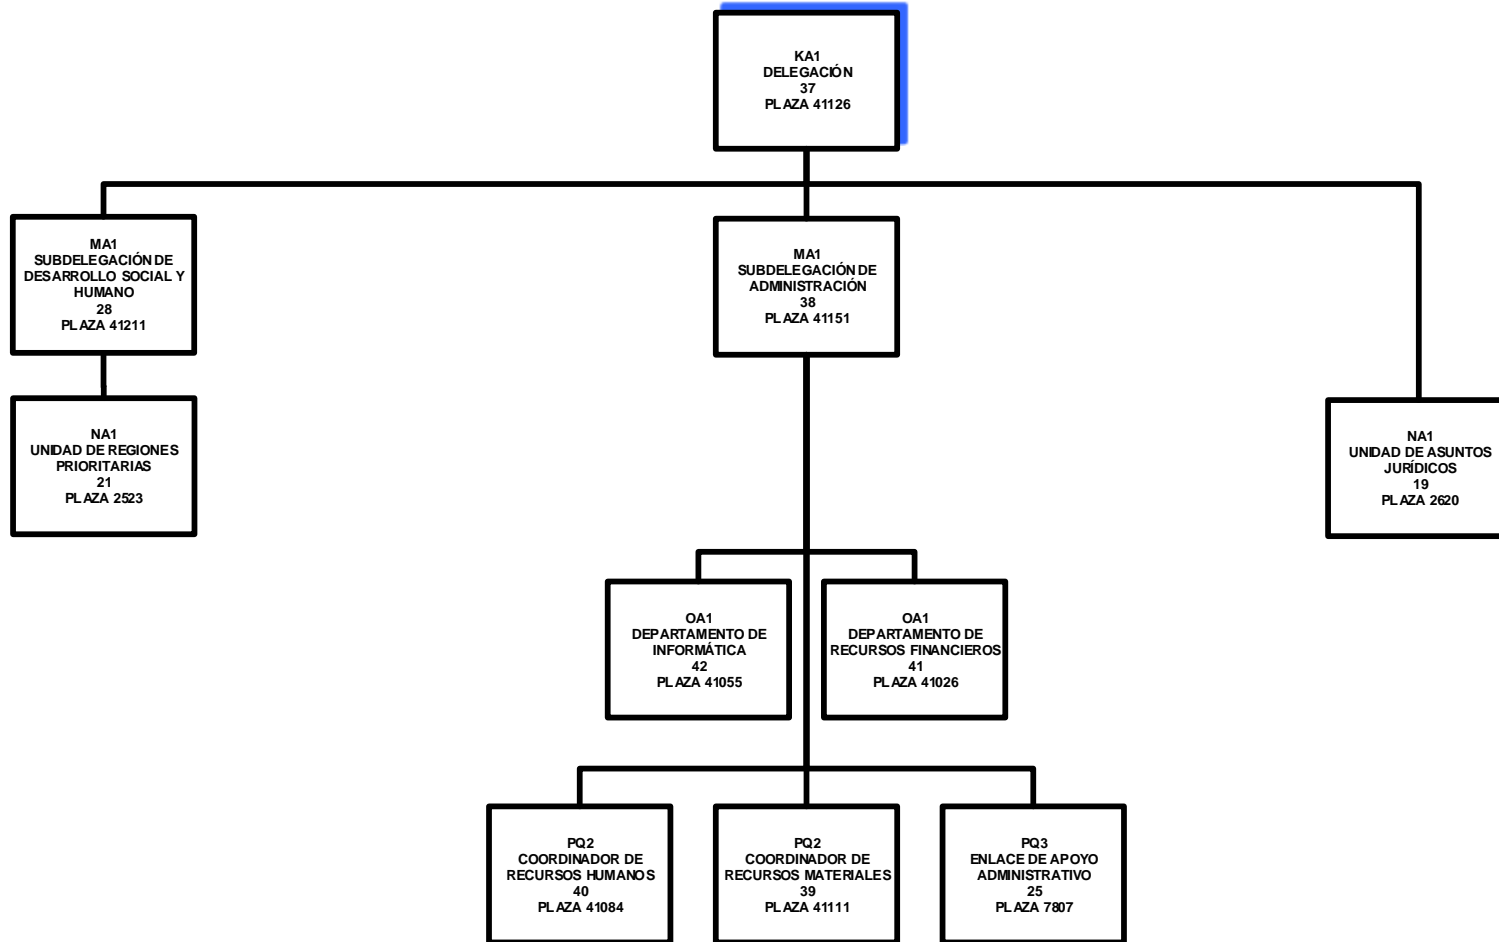 KA1
DELEGACIÓN
37
PLAZA 41126
MA1
SUBDELEGACIÓN DE
DESARROLLO SOCIAL Y
HUMANO
28
PLAZA 41211
MA1
SUBDELEGACIÓN DE
ADMINISTRACIÓN
38
PLAZA 41151
NA1
UNIDAD DE REGIONES
PRIORITARIAS
21
PLAZA 2523
NA1
UNIDAD DE ASUNTOS
JURÍDICOS
19
PLAZA 2620
OA1
DEPARTAMENTO DE
INFORMÁTICA
42
PLAZA 41055
OA1
DEPARTAMENTO DE
RECURSOS FINANCIEROS
41
PLAZA 41026
PQ2
COORDINADOR DE
RECURSOS HUMANOS
40
PLAZA 41084
PQ2
COORDINADOR DE
RECURSOS MATERIALES
39
PLAZA 41111
PQ3
ENLACE DE APOYO
ADMINISTRATIVO
25
PLAZA 7807